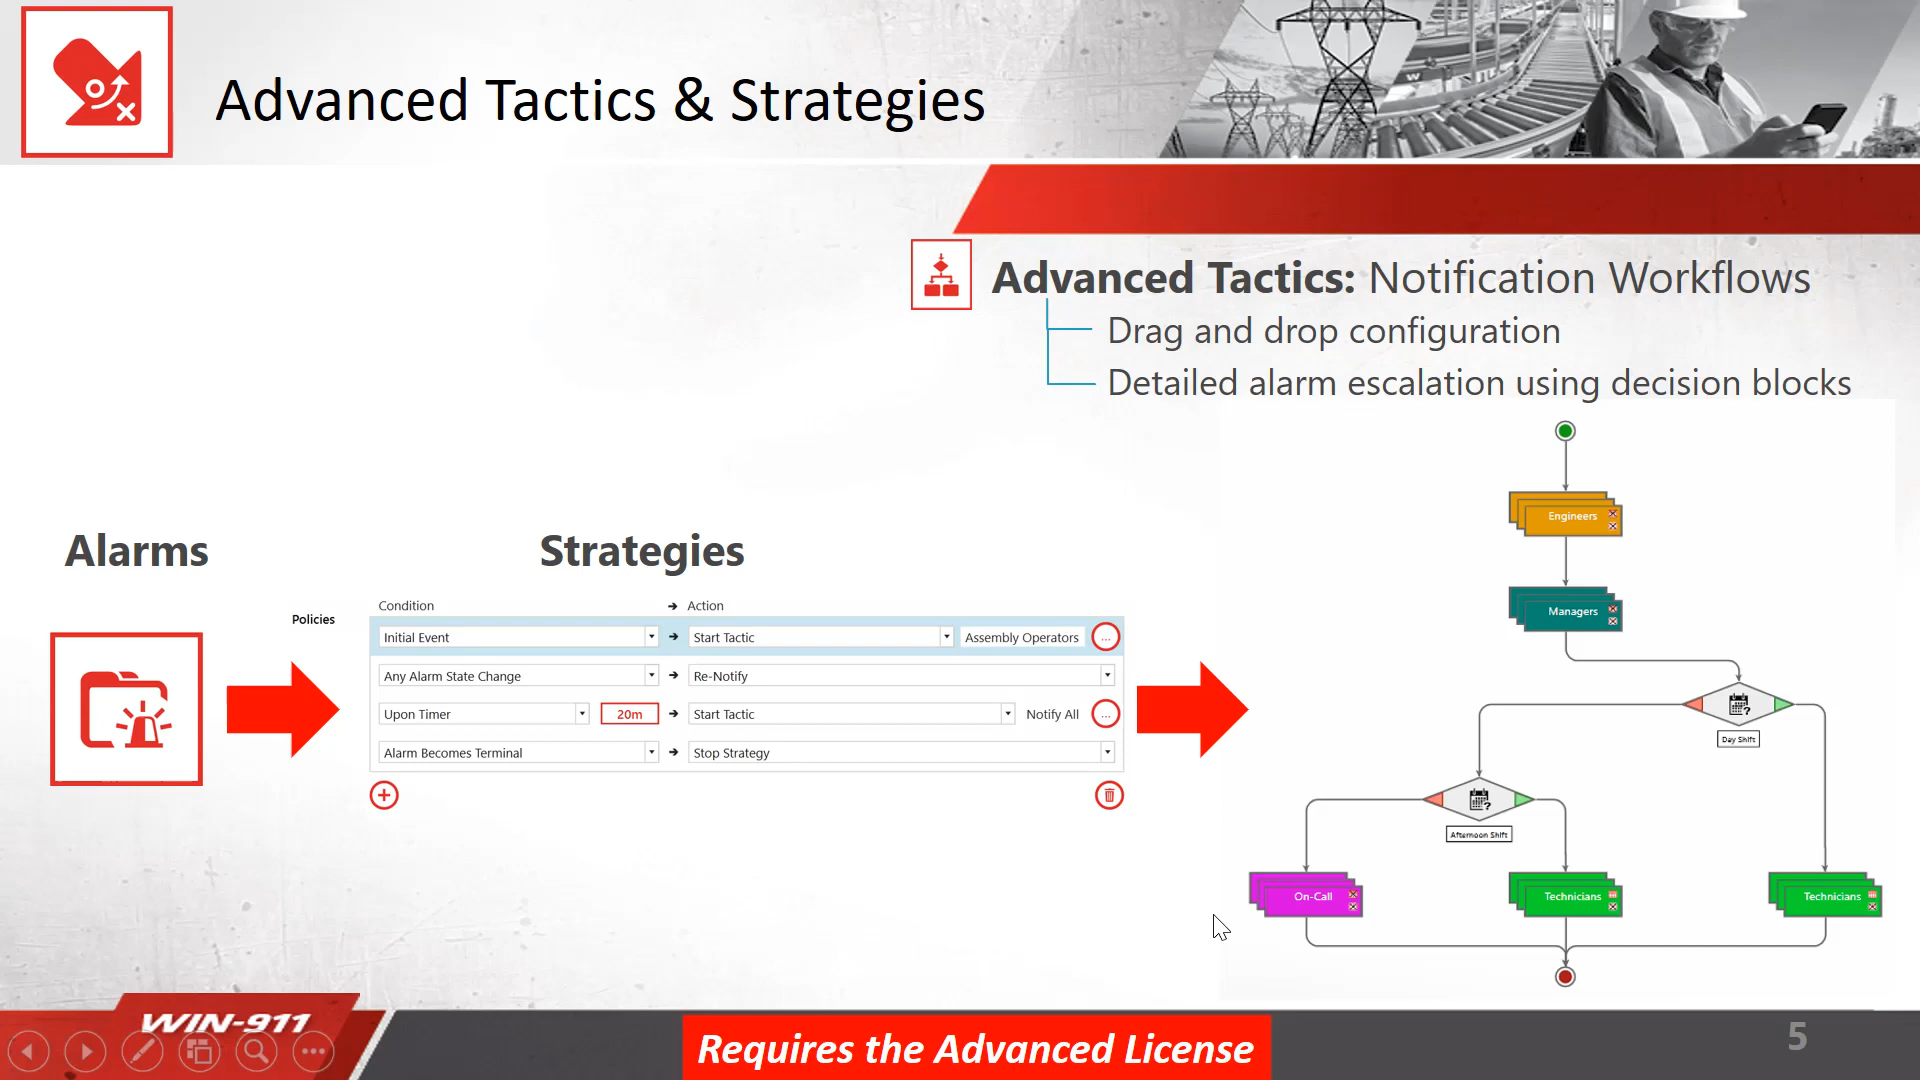 Advanced Tactics & Strategies
Advanced Tactics: Notification Workflows
Drag and drop configuration
Detailed alarm escalation using decision blocks
Alarms
Strategies
Policies
Condition → Action
Initial Event → Start Tactic Assembly Operators ...
Any Alarm State Change → Re-Notify
Upon Timer 20m → Start Tactic Notify All ...
Alarm Becomes Terminal → Stop Strategy
Engineers
Managers
?
Day Shift
?
Afternoon Shift
On-Call
Technicians
Technicians
WIN-911
Requires the Advanced License
5